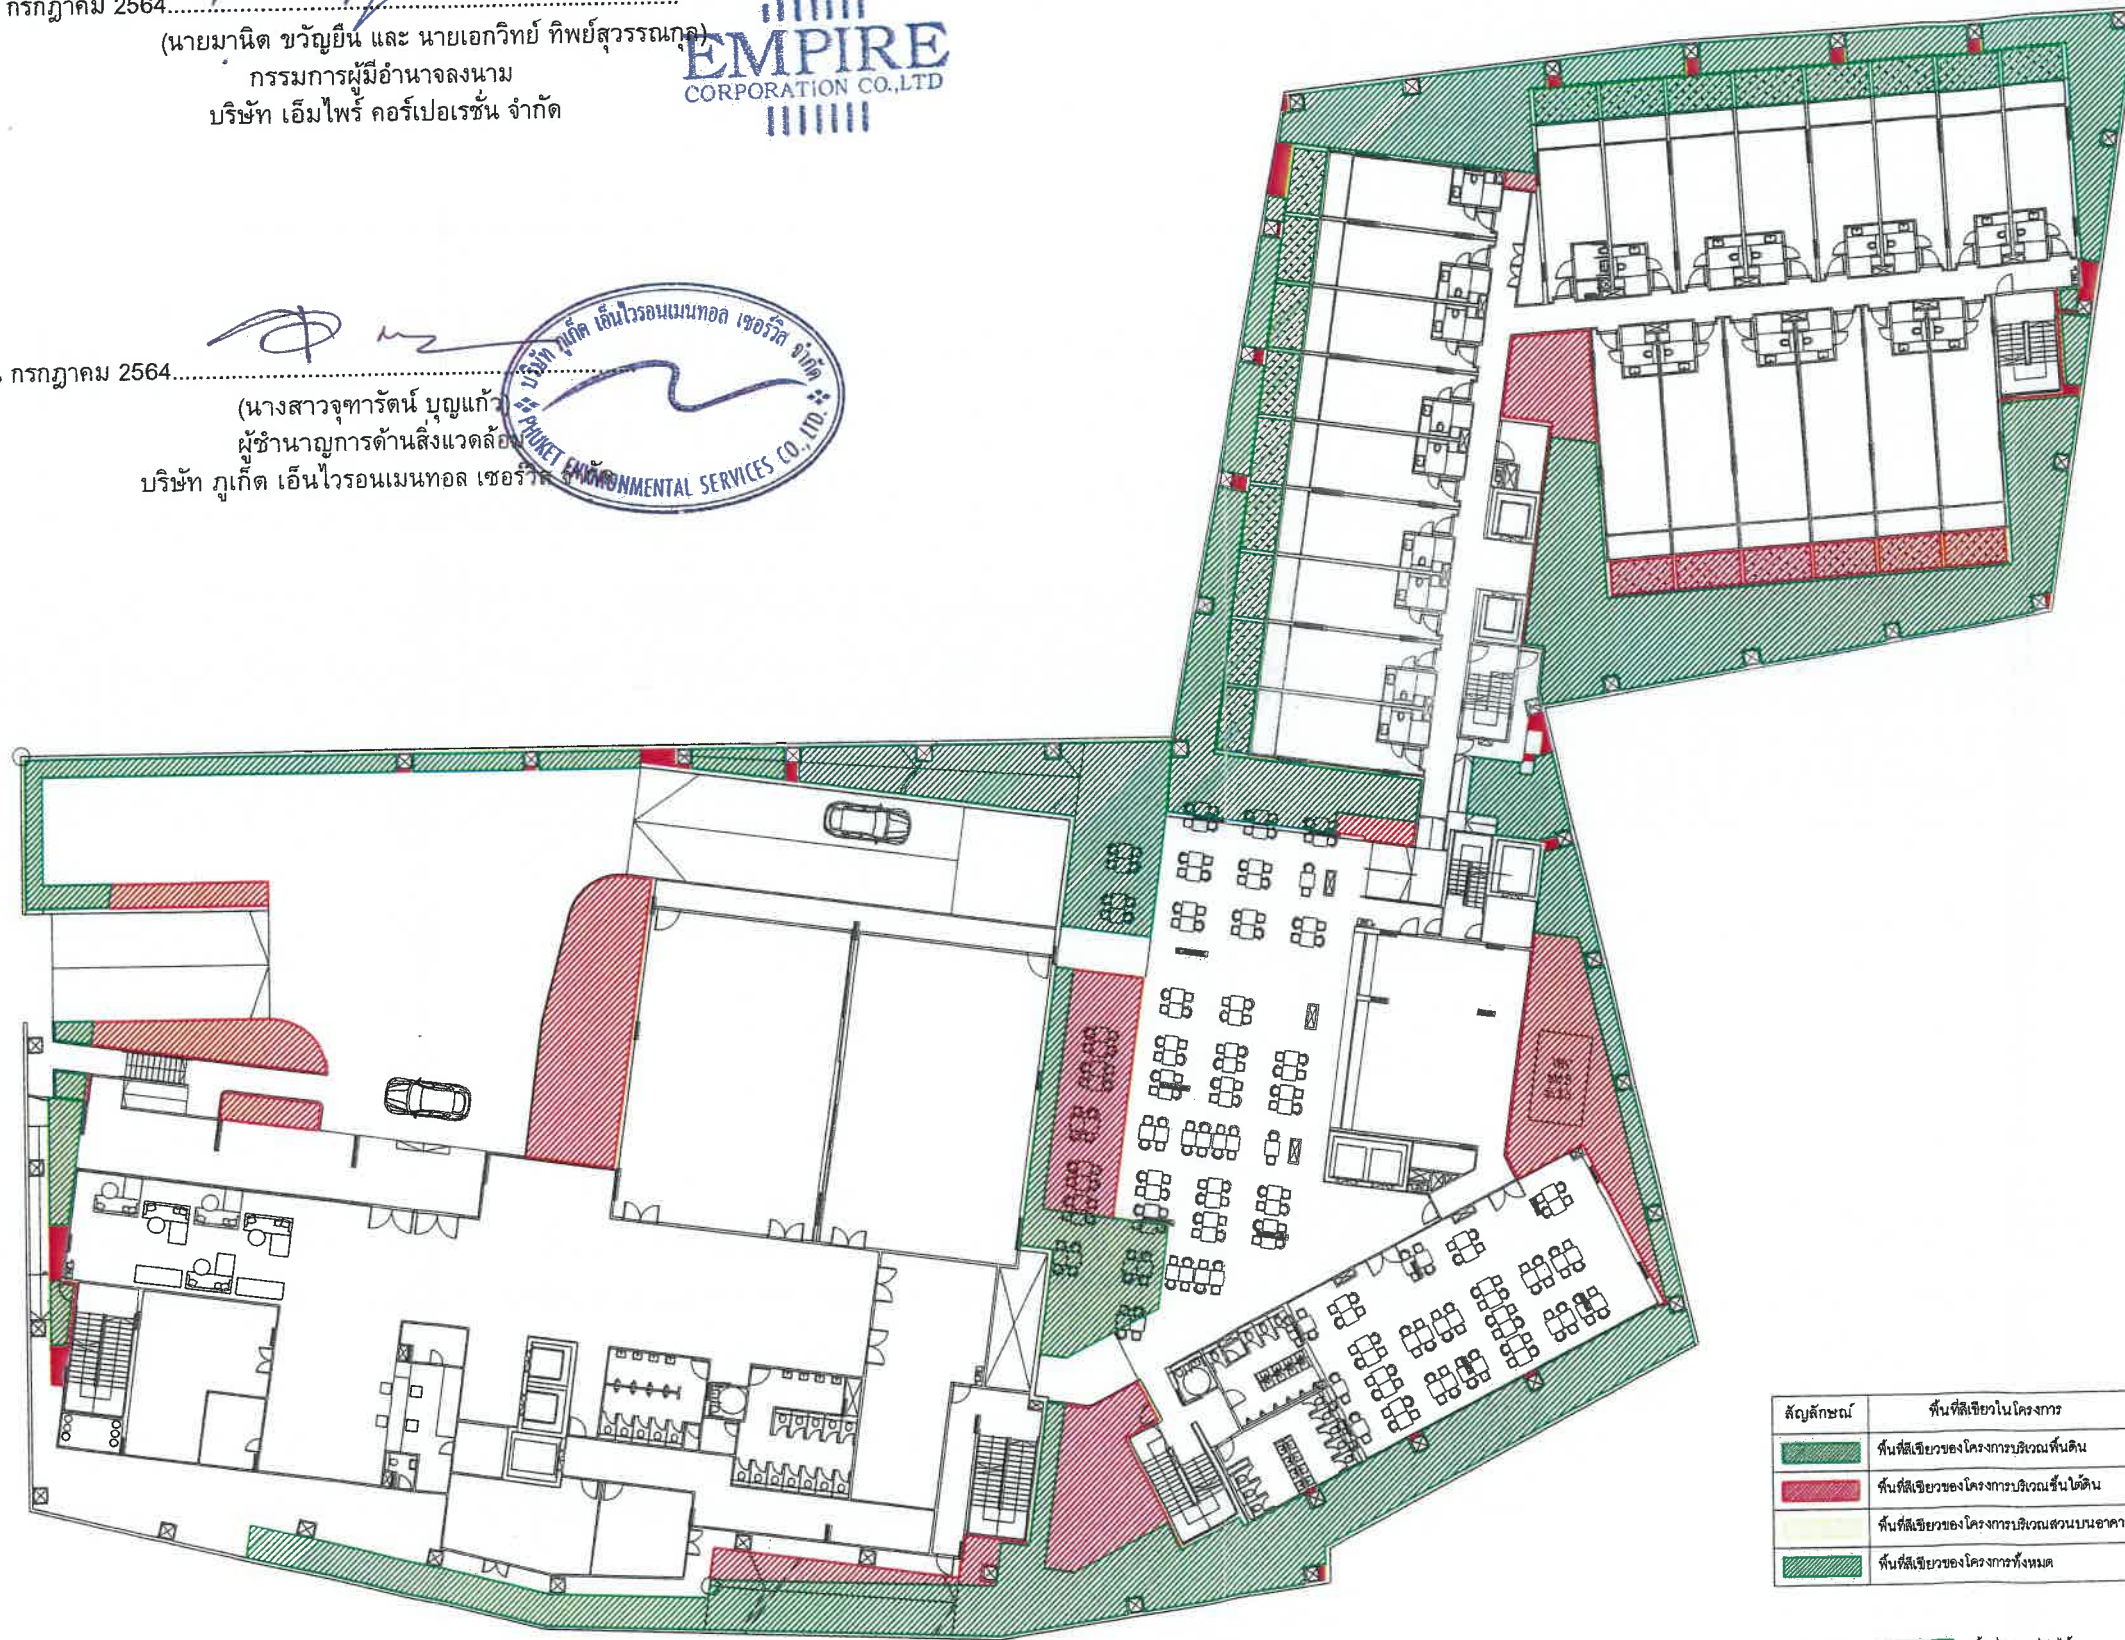 กรกฎาคม 2564
(นายมานิต ขวัญยืน และ นายเอกวิทย์ ทิพย์สุวรรณกุล)
กรรมการผู้มีอำนาจลงนาม
บริษัท เอ็มไพร์ คอร์เปอเรชั่น จำกัด
EMPIRE
CORPORATION CO.,LTD
กรกฎาคม 2564
(นางสาวจุฑารัตน์ บุญแก้ว)
ผู้ชำนาญการด้านสิ่งแวดล้อม
บริษัท ภูเก็ต เอ็นไวรอนเมนทอล เซอร์วิส จำกัด
บริษัท ภูเก็ต เอ็นไวรอนเมนทอล เซอร์วิส จำกัด
PHUKET ENVIRONMENTAL SERVICES CO., LTD.
สัญลักษณ์ พื้นที่สีเขียวในโครงการ
พื้นที่สีเขียวของโครงการบริเวณพื้นดิน
พื้นที่สีเขียวของโครงการบริเวณชั้นใต้ดิน
พื้นที่สีเขียวของโครงการบริเวณสวนบนอาคา
พื้นที่สีเขียวของโครงการทั้งหมด